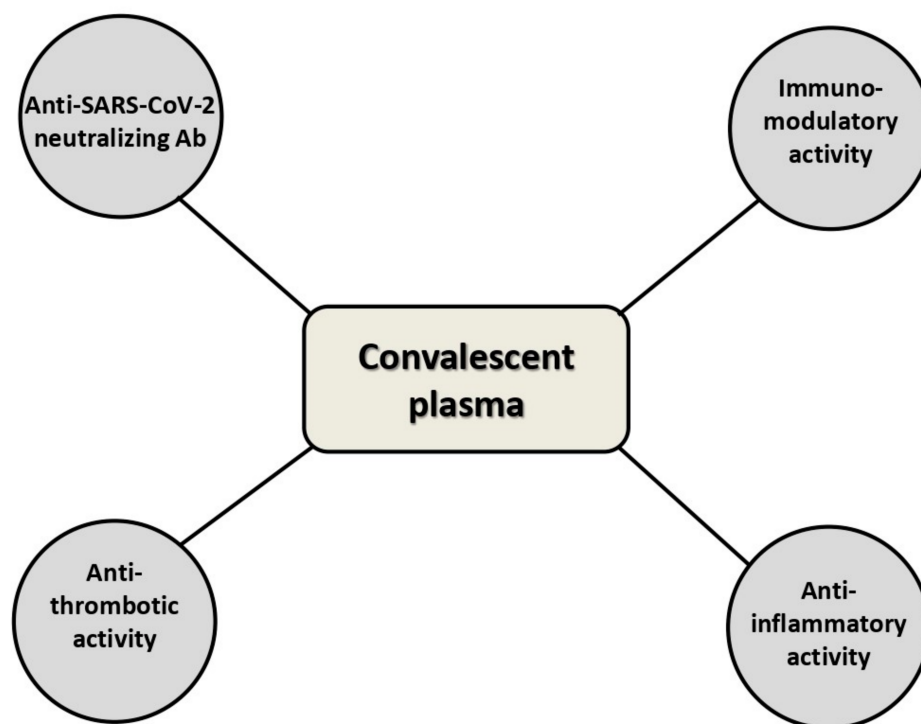 Anti-SARS-CoV-2
neutralizing Ab
Immuno-
modulatory
activity
Convalescent
plasma
Anti-
thrombotic
activity
Anti-
inflammatory
activity